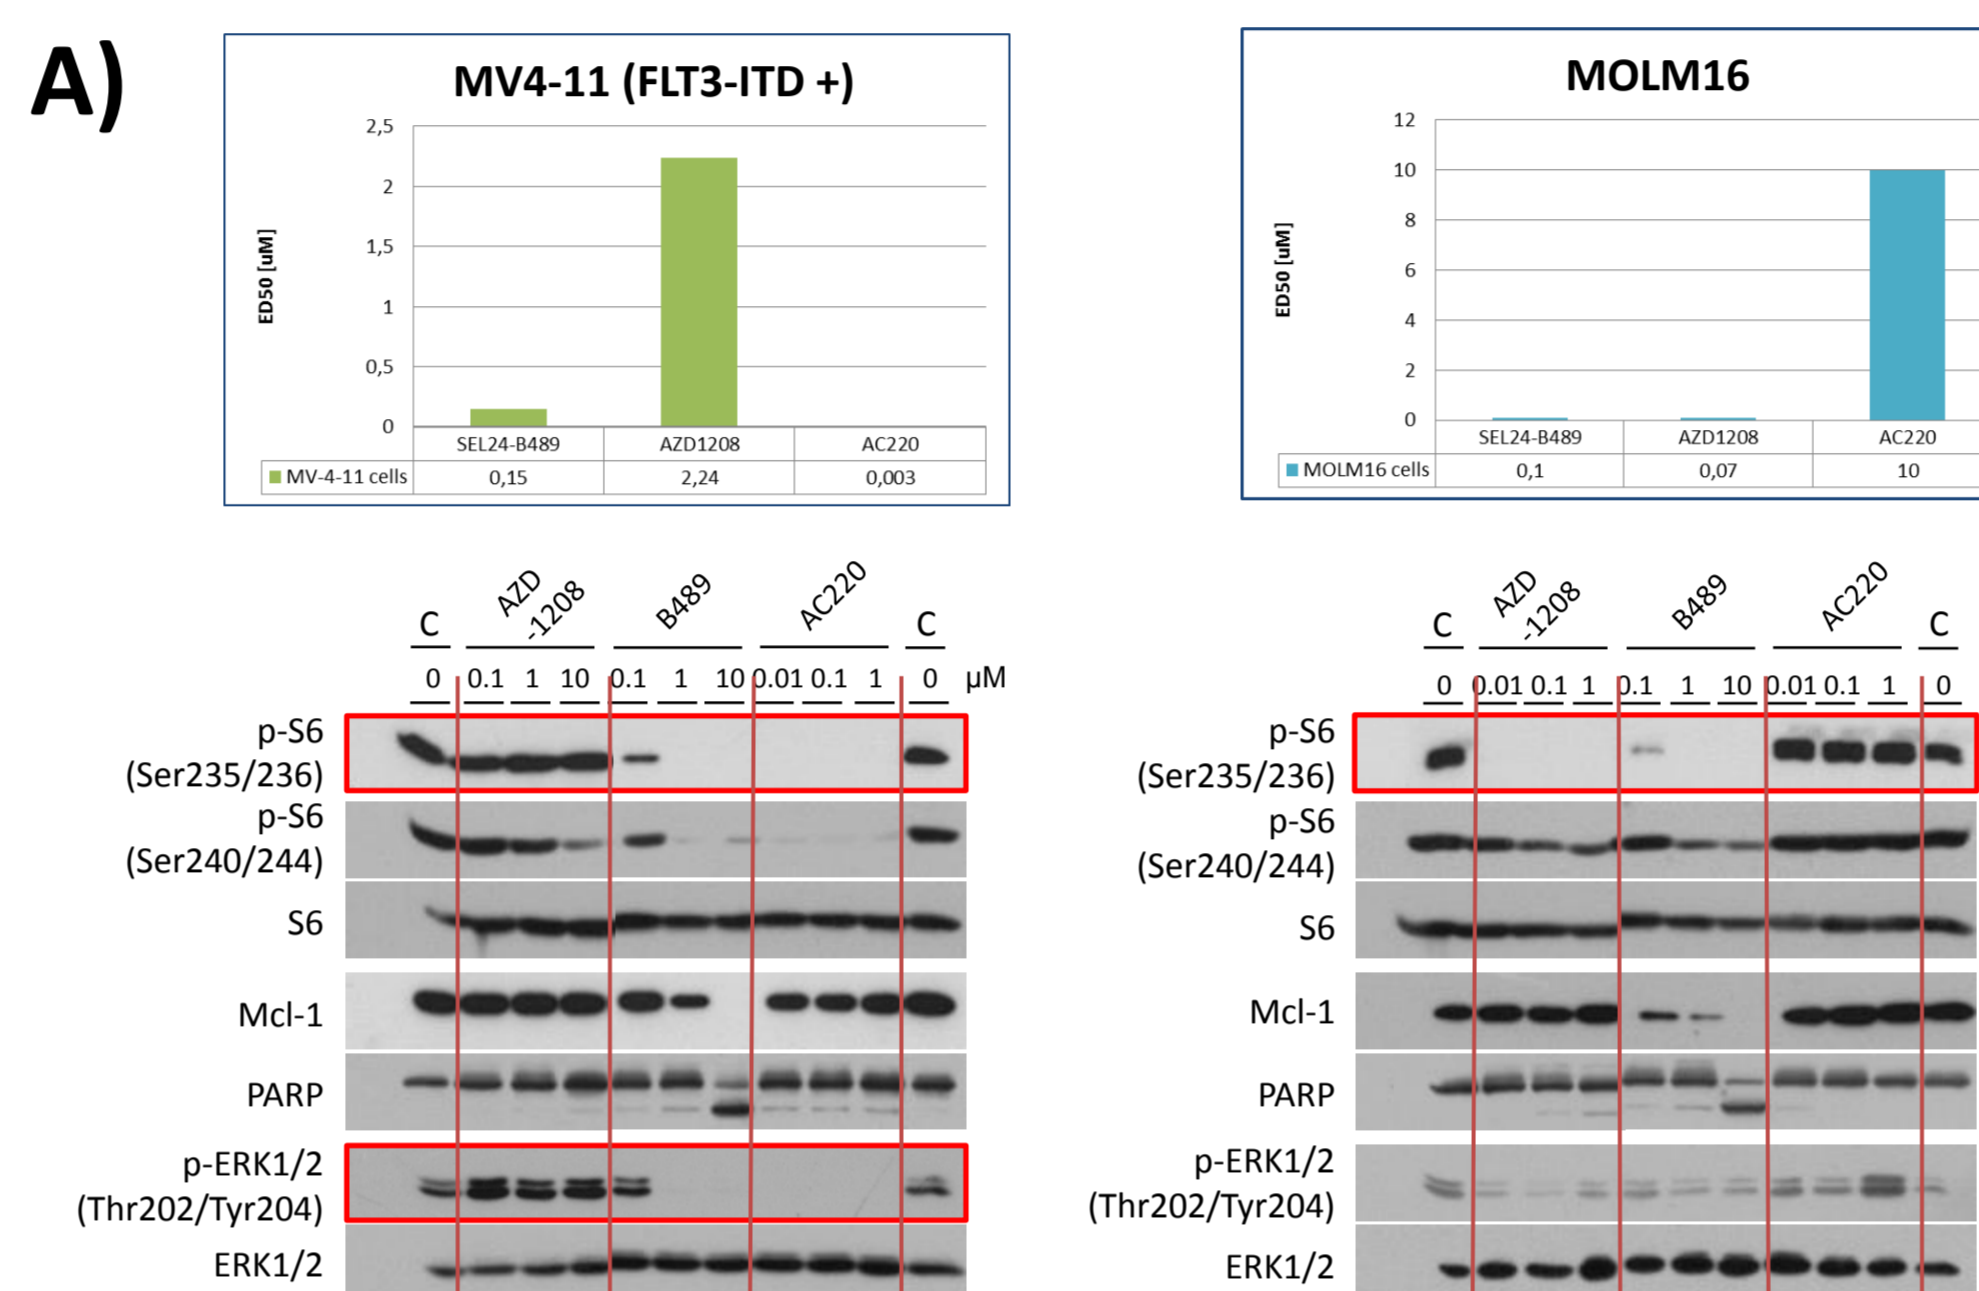 A)
MV4-11 (FLT3-ITD +)
2,5
2
1,5
1
0,5
0
ED50 [uM]
SEL24-B489 AZD1208 AC220
MV-4-11 cells 0,15 2,24 0,003
MOLM16
12
10
8
6
4
2
0
ED50 [uM]
SEL24-B489 AZD1208 AC220
MOLM16 cells 0,1 0,07 10
C AZD -1208 B489 AC220 C
0 0.1 1 10 0.1 1 10 0.01 0.1 1 0 µM
p-S6
(Ser235/236)
p-S6
(Ser240/244)
S6
Mcl-1
PARP
p-ERK1/2
(Thr202/Tyr204)
ERK1/2
C AZD -1208 B489 AC220 C
0 0.01 0.1 1 0.1 1 10 0.01 0.1 1 0
p-S6
(Ser235/236)
p-S6
(Ser240/244)
S6
Mcl-1
PARP
p-ERK1/2
(Thr202/Tyr204)
ERK1/2